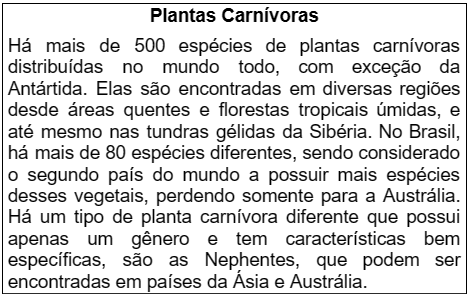 Plantas Carnívoras
Há mais de 500 espécies de plantas carnívoras
distribuídas no mundo todo, com exceção da
Antártida. Elas são encontradas em diversas regiões
desde áreas quentes e florestas tropicais úmidas, e
até mesmo nas tundras gélidas da Sibéria. No Brasil,
há mais de 80 espécies diferentes, sendo considerado
o segundo país do mundo a possuir mais espécies
desses vegetais, perdendo somente para a Austrália.
Há um tipo de planta carnívora diferente que possui
apenas um gênero e tem características bem
específicas, são as Nephentes, que podem ser
encontradas em países da Ásia e Austrália.